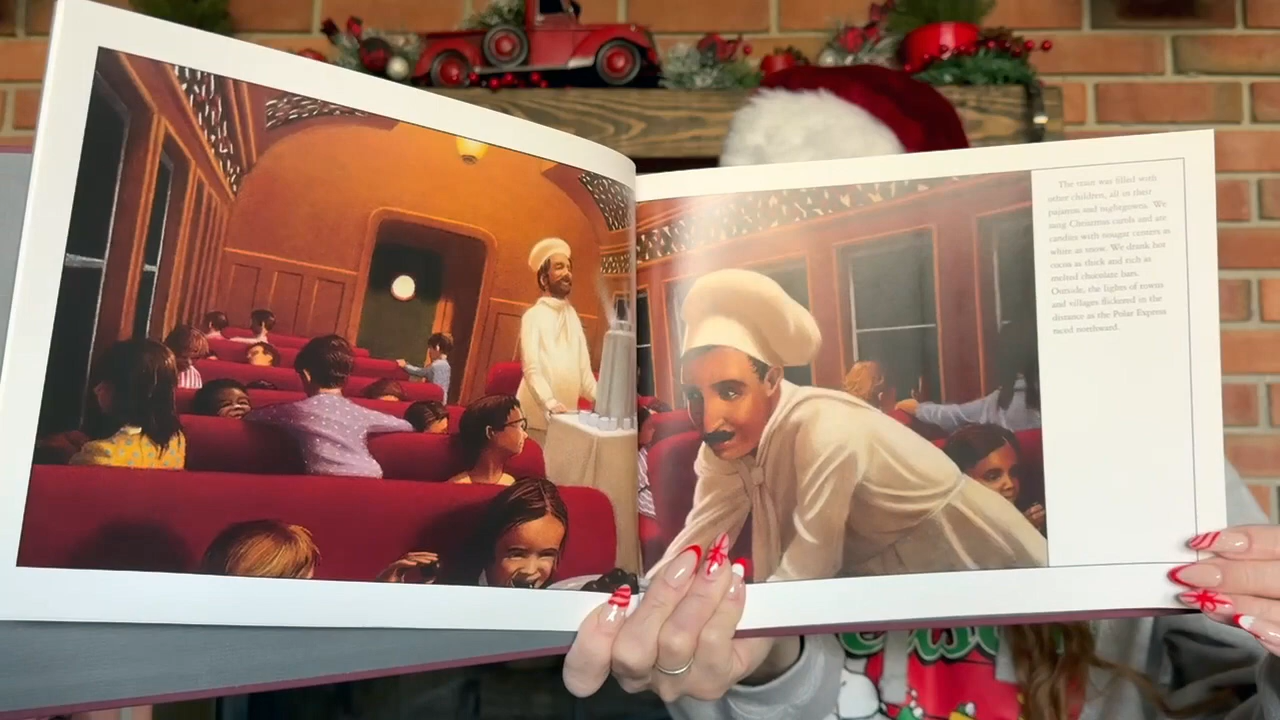 The train was filled with
other children, all in their
pajamas and nightgowns. We
sang Christmas carols and ate
candies with nougat centers as
white as snow. We drank hot
cocoa as thick and rich as
melted chocolate bars.
Outside, the lights of towns
and villages flickered in the
distance as the Polar Express
raced northward.